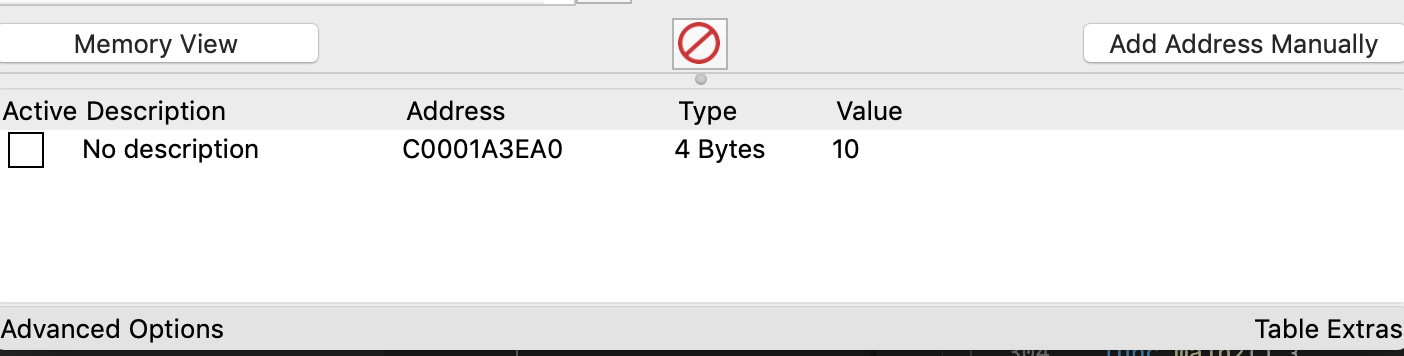 Memory View
Add Address Manually
Active Description Address Type Value
No description C0001A3EA0 4 Bytes 10
Advanced Options
Table Extras